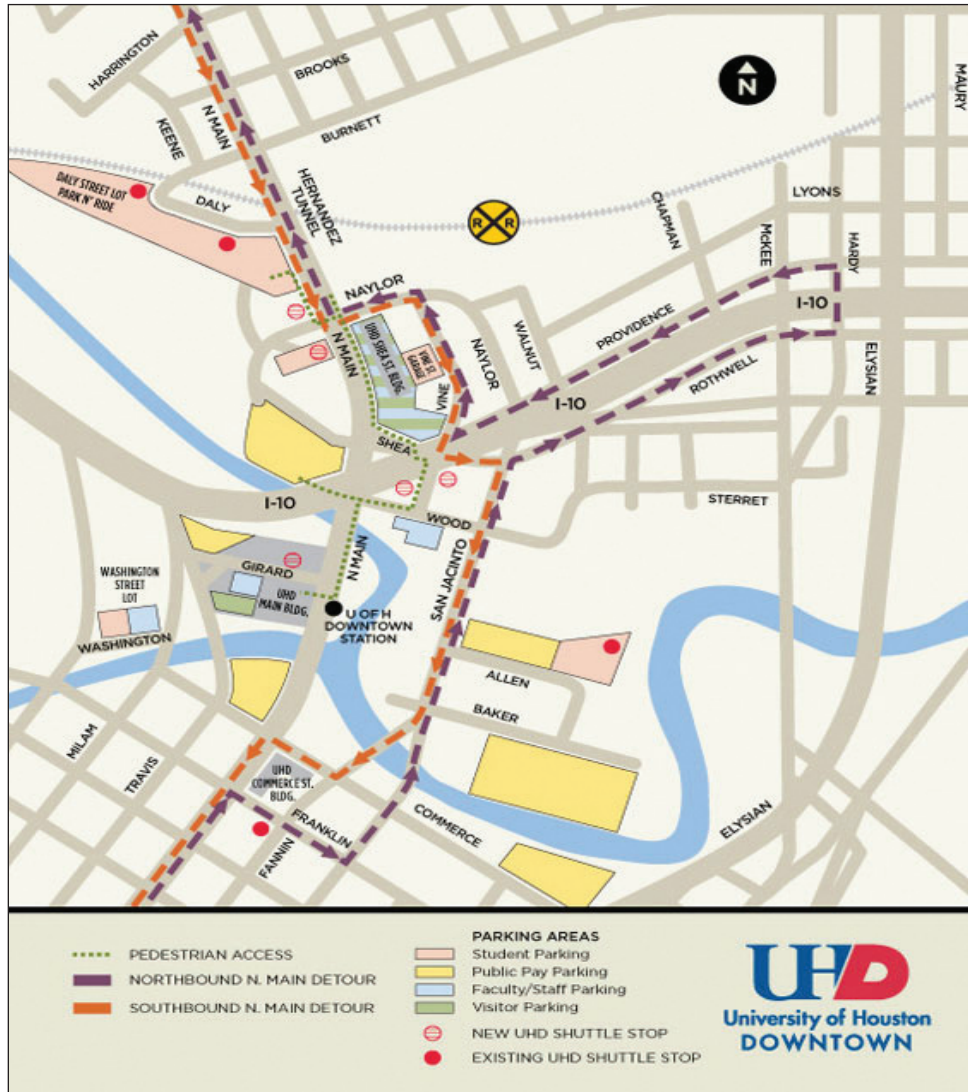 HARRINGTON
BROOKS
MAURY
N
N MAIN
KEENE
BURNETT
HERNANDEZ
TUNNEL
DALY STREET LOT
PARK N' RIDE
DALY
R R
CHAPMAN
LYONS
McKEE
HARDY
NAYLOR
I-10
PROVIDENCE
WALNUT
N MAIN
UHD SHEA ST. BLDG.
VINE ST.
GARAGE
NAYLOR
ROTHWELL
ELYSIAN
VINE
I-10
SHEA
I-10
STERRET
WOOD
N MAIN
SAN JACINTO
GIRARD
WASHINGTON
STREET
LOT
UHD
MAIN BLDG.
U OF H
DOWNTOWN
STATION
WASHINGTON
ALLEN
BAKER
MILAM
TRAVIS
UHD
COMMERCE ST.
BLDG.
FRANKLIN
COMMERCE
ELYSIAN
FANNIN
PEDESTRIAN ACCESS
NORTHBOUND N. MAIN DETOUR
SOUTHBOUND N. MAIN DETOUR
PARKING AREAS
Student Parking
Public Pay Parking
Faculty/Staff Parking
Visitor Parking
NEW UHD SHUTTLE STOP
EXISTING UHD SHUTTLE STOP
UHD
University of Houston
DOWNTOWN